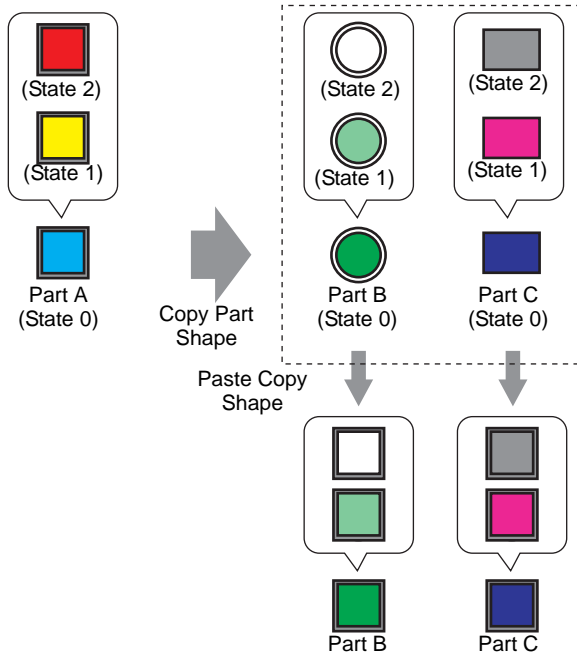 (State 2)
(State 1)
Part A
(State 0)
Copy Part
Shape
(State 2)
(State 1)
Part B
(State 0)
(State 2)
(State 1)
Part C
(State 0)
Paste Copy
Shape
Part B
Part C